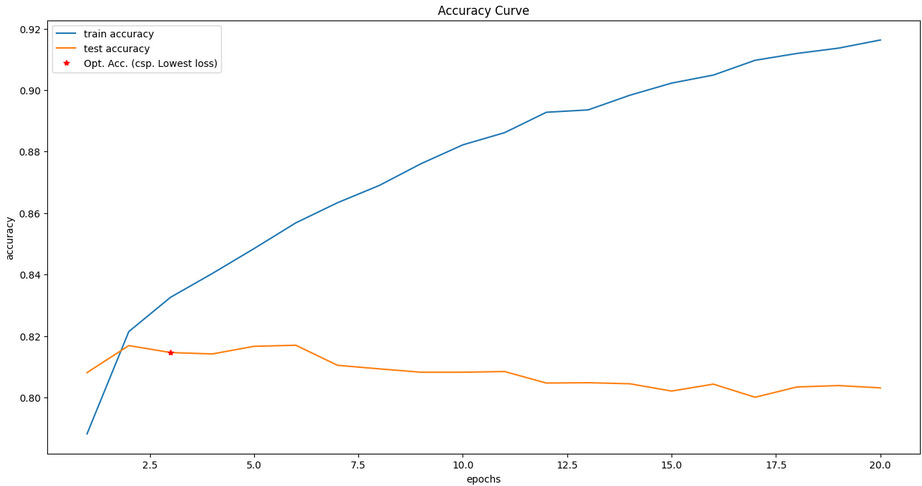 Accuracy Curve
train accuracy
test accuracy
Opt. Acc. (csp. Lowest loss)
accuracy
0.92
0.90
0.88
0.86
0.84
0.82
0.80
2.5 5.0 7.5 10.0 12.5 15.0 17.5 20.0
epochs